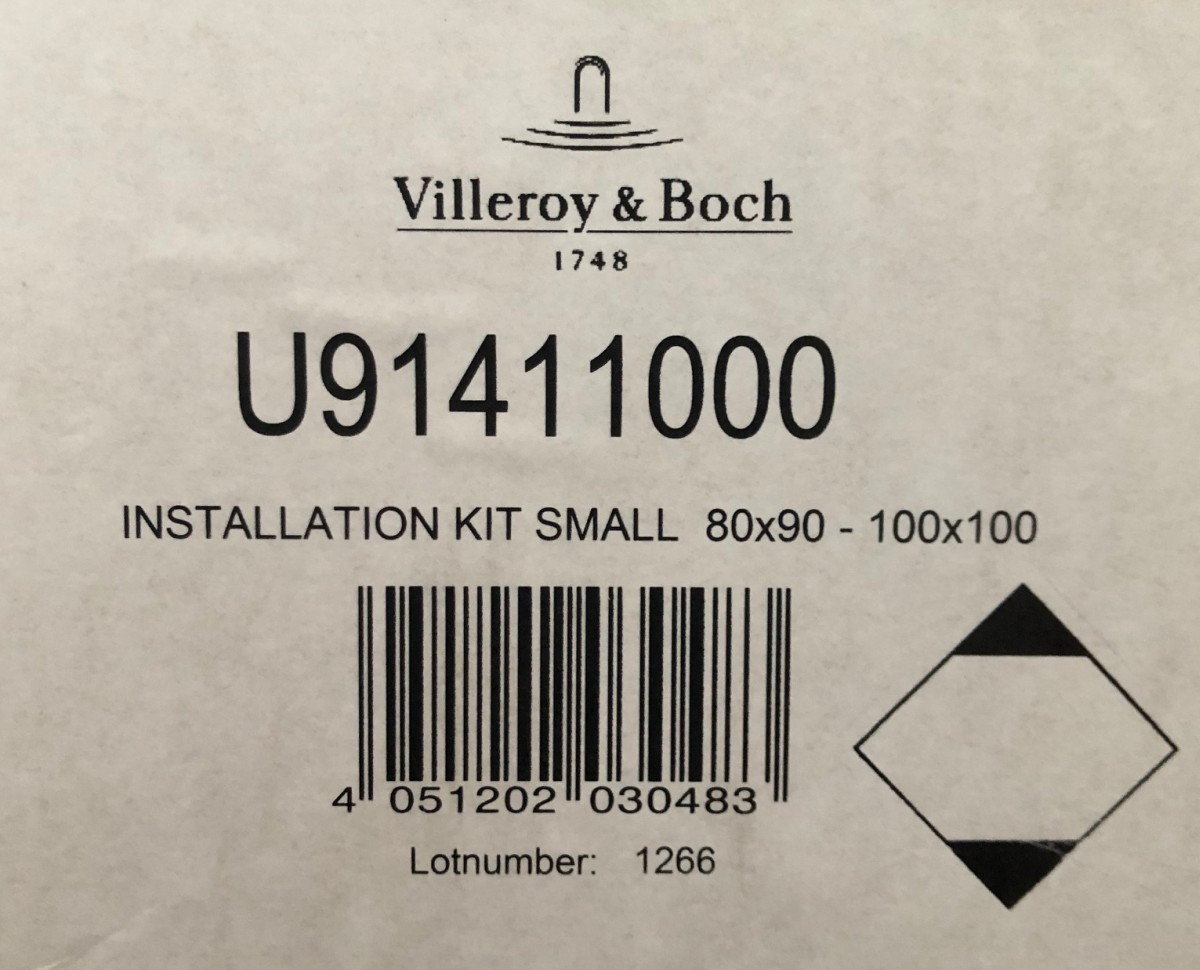 Villeroy & Boch
1748
U91411000
INSTALLATION KIT SMALL 80x90 - 100x100
4 051202 030483
Lotnumber: 1266